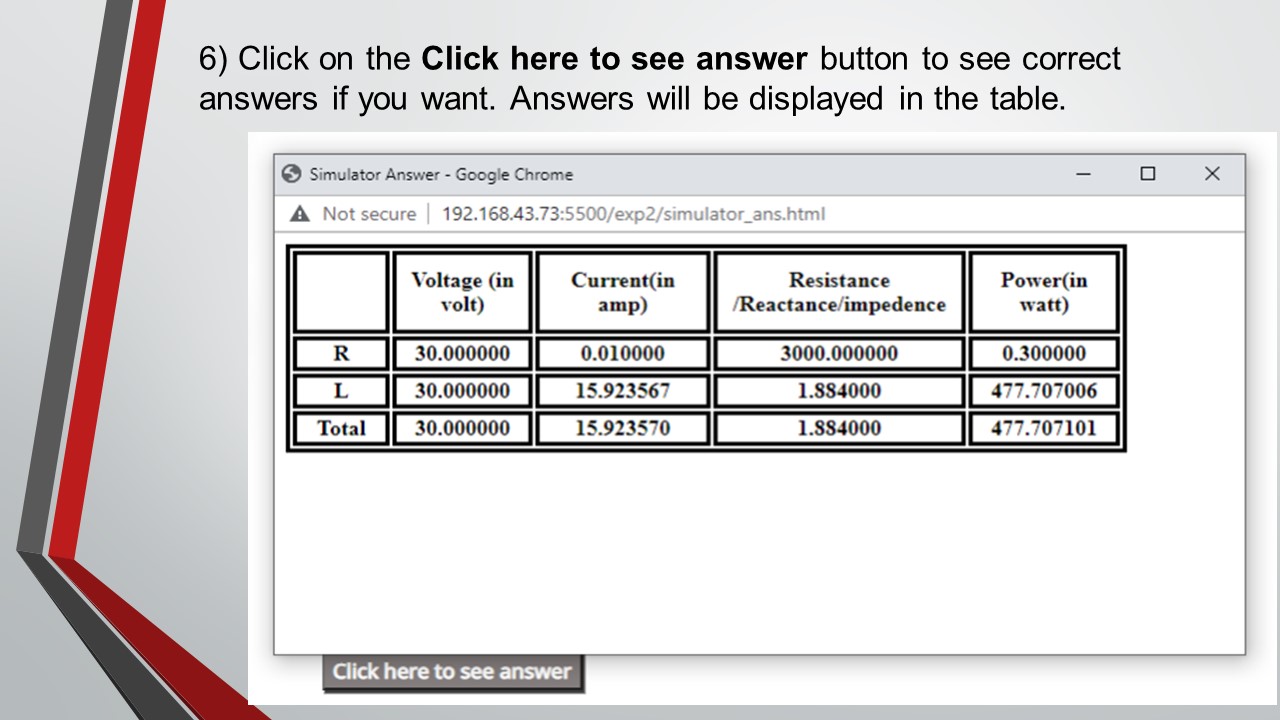 6) Click on the Click here to see answer button to see correct
answers if you want. Answers will be displayed in the table.
Simulator Answer - Google Chrome
Not secure 192.168.43.73:5500/exp2/simulator_ans.html
Voltage (in volt) Current(in amp) Resistance /Reactance/impedence Power(in watt)
R 30.000000 0.010000 3000.000000 0.300000
L 30.000000 15.923567 1.884000 477.707006
Total 30.000000 15.923570 1.884000 477.707101
Click here to see answer